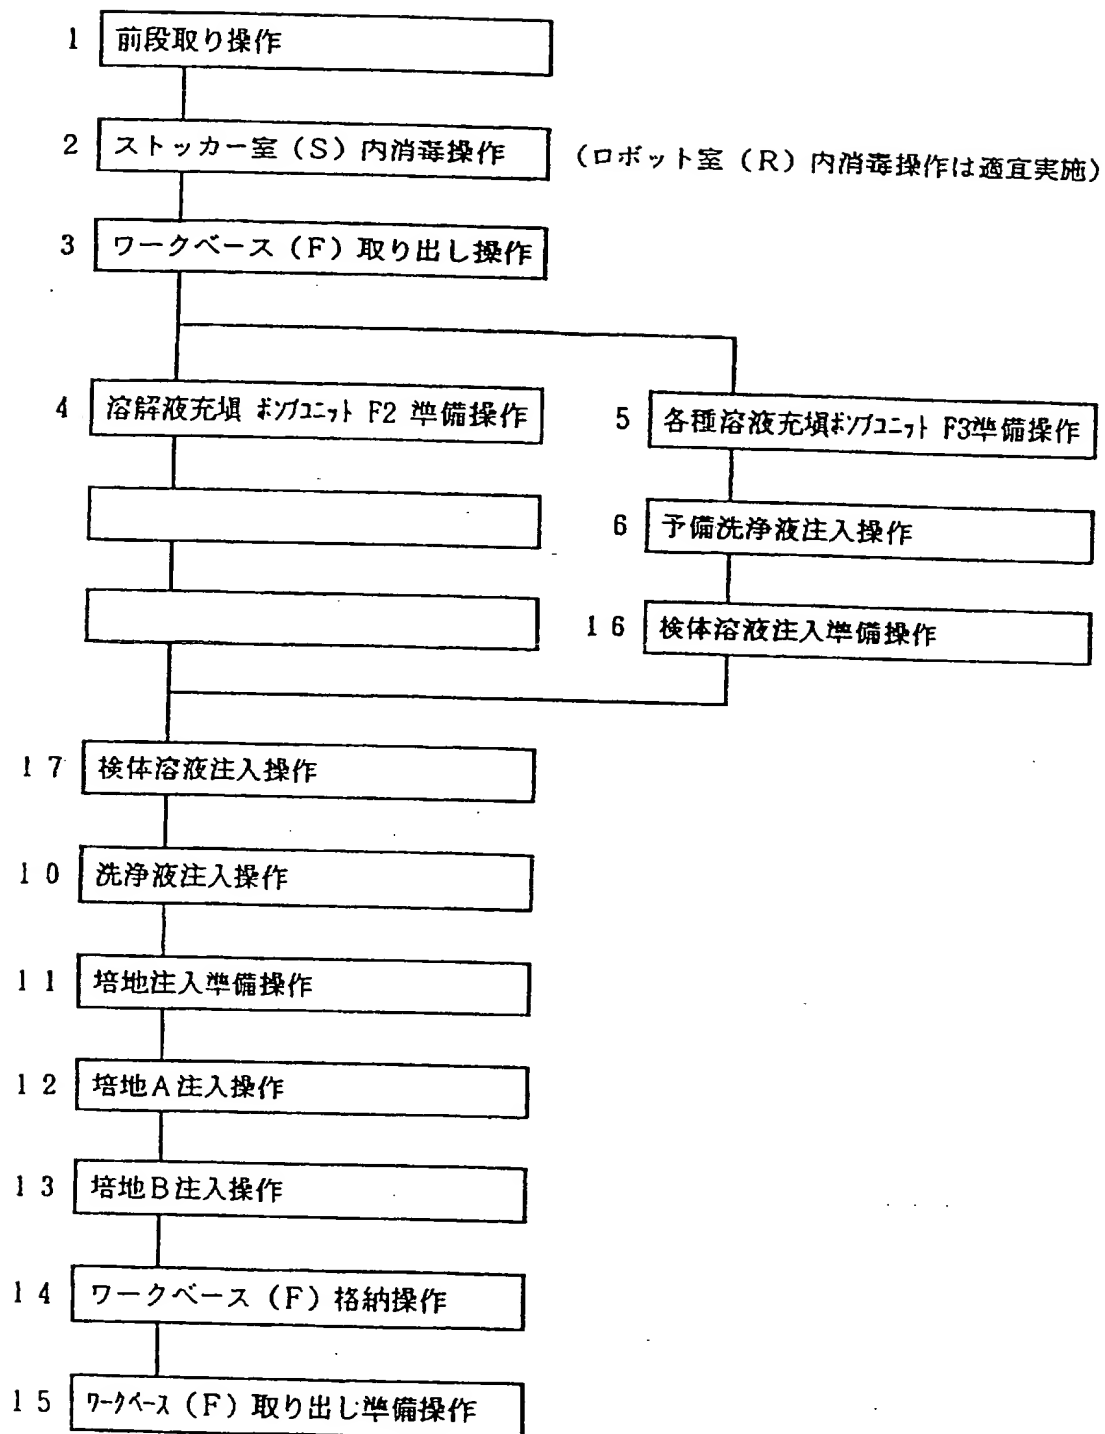 1 前段取り操作
2 ストッカー室（S）内消毒操作 （ロボット室（R）内消毒操作は適宜実施）
3 ワークベース（F）取り出し操作
4 溶解液充塡 ポンプユニット F2 準備操作
5 各種溶液充塡ポンプユニット F3準備操作
6 予備洗浄液注入操作
16 検体溶液注入準備操作
17 検体溶液注入操作
10 洗浄液注入操作
11 培地注入準備操作
12 培地A注入操作
13 培地B注入操作
14 ワークベース（F）格納操作
15 ワークベース（F）取り出し準備操作